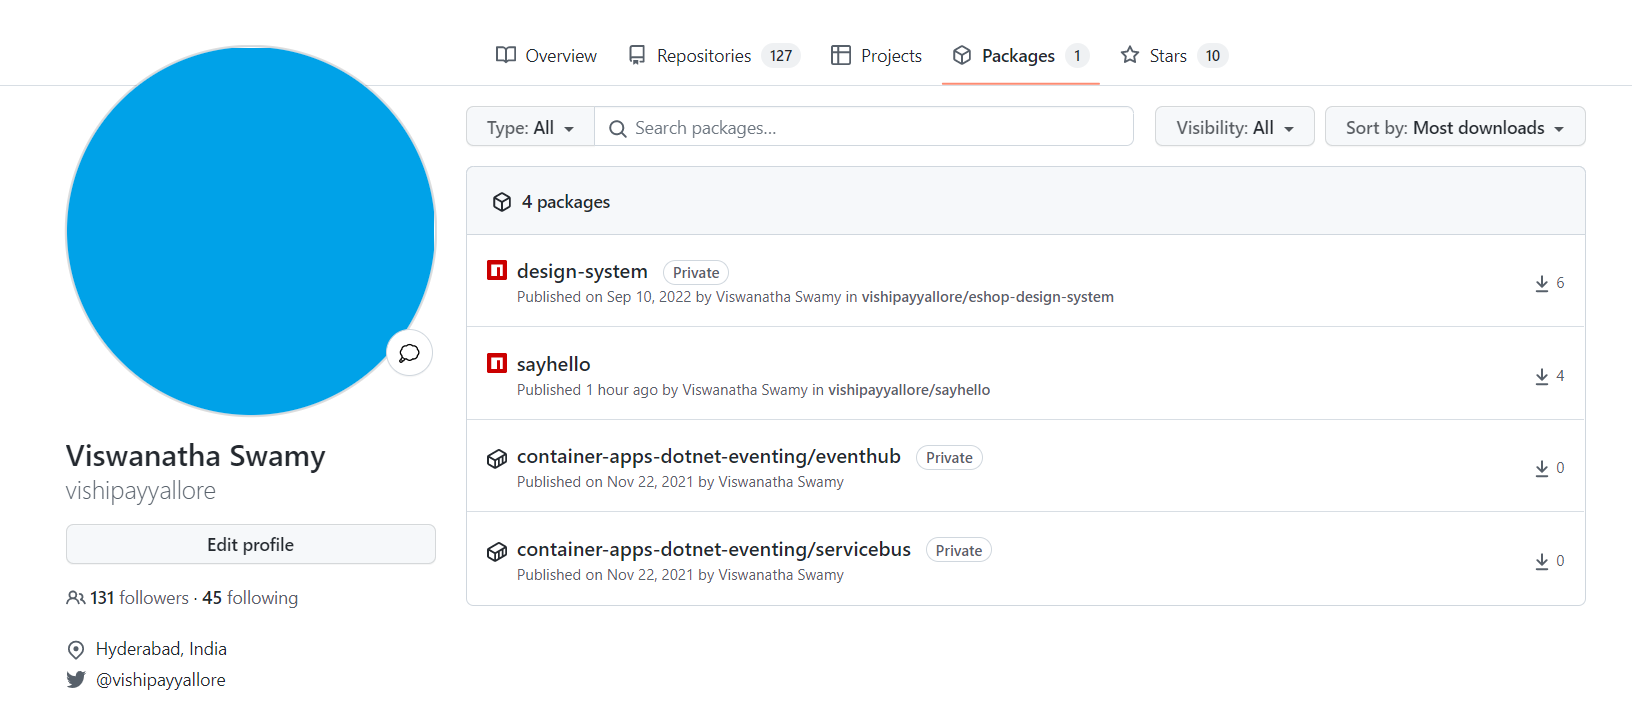 Overview Repositories 127 Projects Packages 1 Stars 10
Type: All Search packages... Visibility: All Sort by: Most downloads
4 packages
design-system Private
Published on Sep 10, 2022 by Viswanatha Swamy in vishipayyallore/eshop-design-system
6
sayhello
Published 1 hour ago by Viswanatha Swamy in vishipayyallore/sayhello
4
container-apps-dotnet-eventing/eventhub Private
Published on Nov 22, 2021 by Viswanatha Swamy
0
container-apps-dotnet-eventing/servicebus Private
Published on Nov 22, 2021 by Viswanatha Swamy
0
Viswanatha Swamy
vishipayyallore
Edit profile
131 followers · 45 following
Hyderabad, India
@vishipayyallore